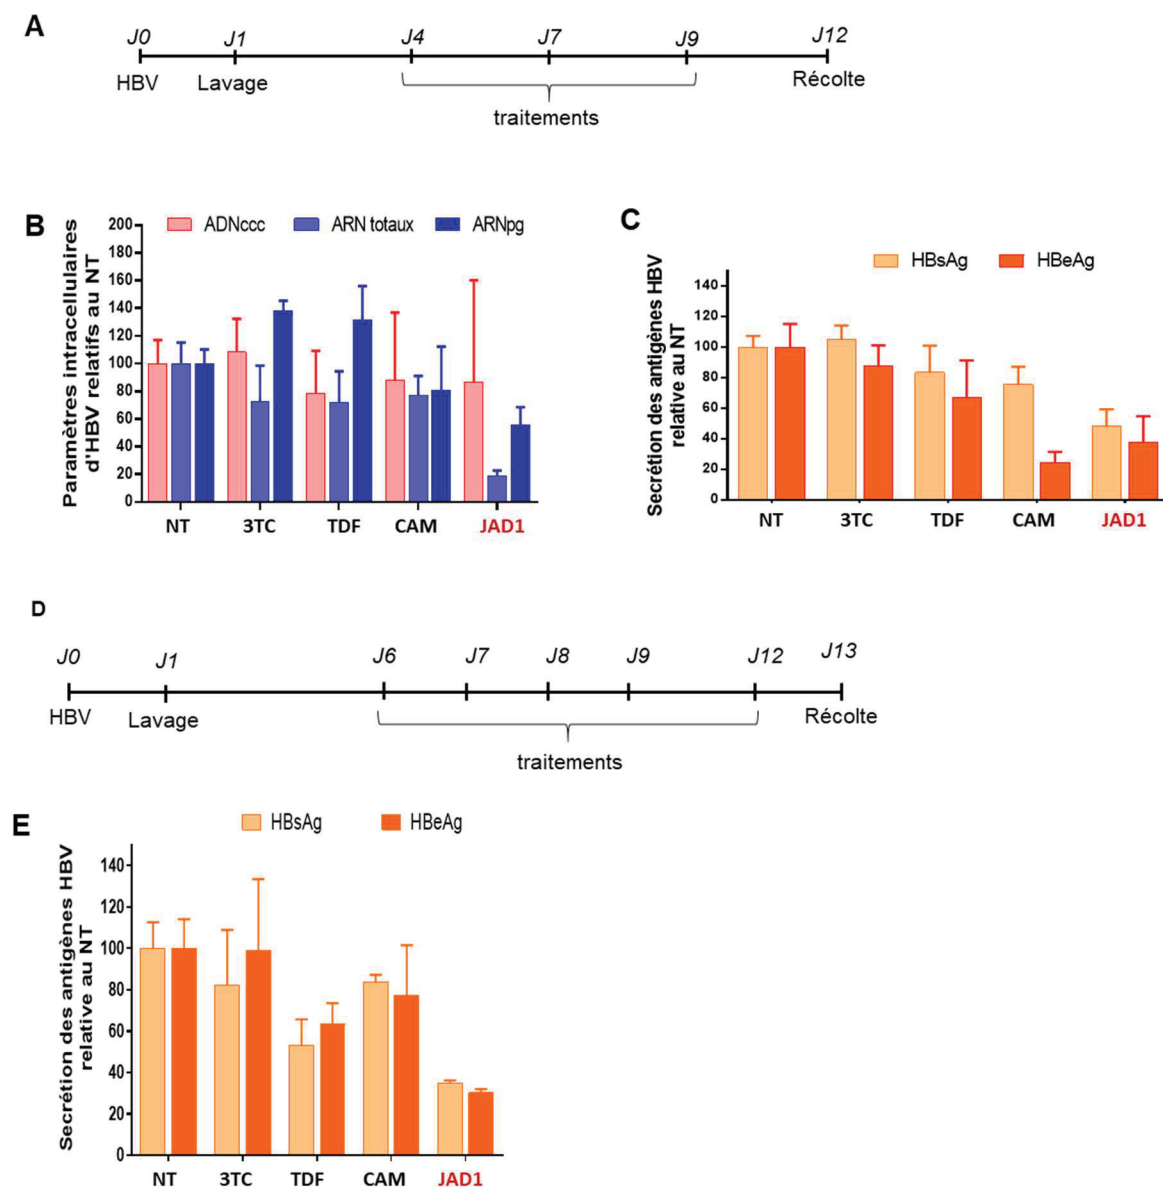 A
J0 J1 J4 J7 J9 J12
HBV Lavage Récolte
traitements
B
Paramètres intracellulaires
d'HBV relatifs au NT
ADNccc ARN totaux ARNpg
200
180
160
140
120
100
80
60
40
20
0
NT 3TC TDF CAM JAD1
C
Secrétion des antigènes HBV
relative au NT
HBsAg HBeAg
140
120
100
80
60
40
20
0
NT 3TC TDF CAM JAD1
D
J0 J1 J6 J7 J8 J9 J12 J13
HBV Lavage Récolte
traitements
E
Secrétion des antigènes HBV
relative au NT
HBsAg HBeAg
140
120
100
80
60
40
20
0
NT 3TC TDF CAM JAD1